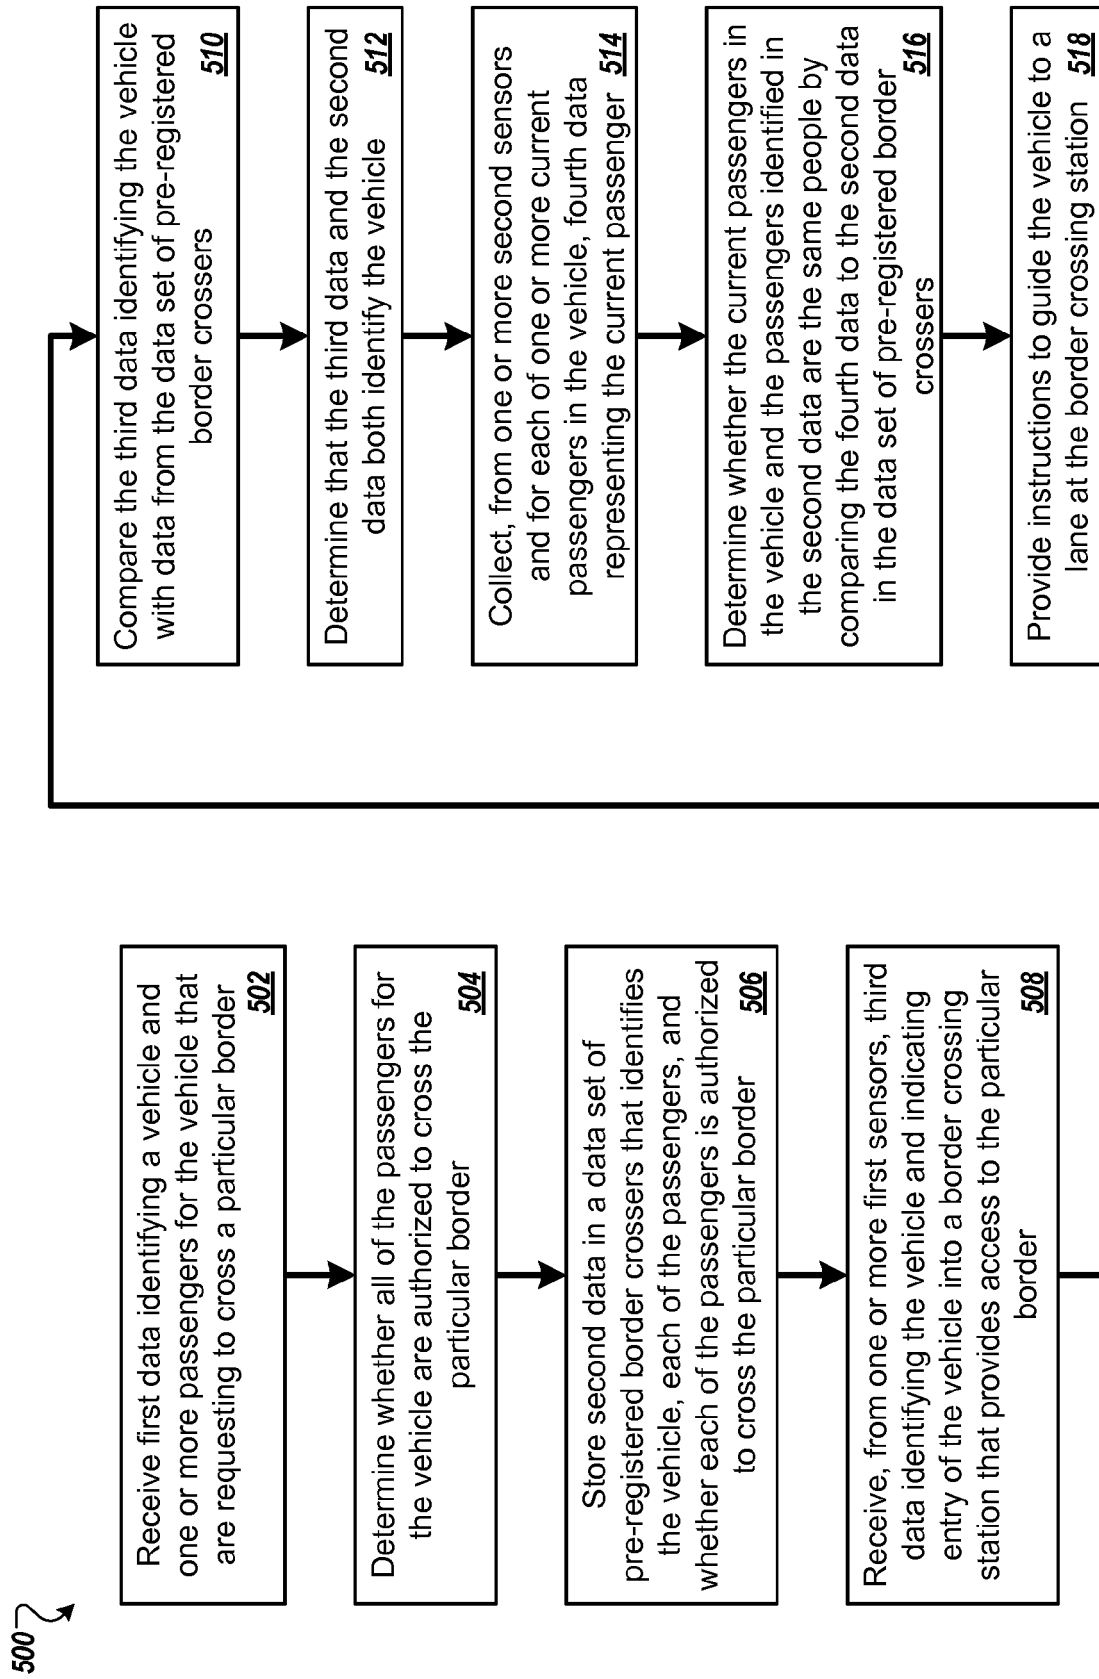 500
Receive first data identifying a vehicle and
one or more passengers for the vehicle that
are requesting to cross a particular border
502
Determine whether all of the passengers for
the vehicle are authorized to cross the
particular border
504
Store second data in a data set of
pre-registered border crossers that identifies
the vehicle, each of the passengers, and
whether each of the passengers is authorized
to cross the particular border
506
Receive, from one or more first sensors, third
data identifying the vehicle and indicating
entry of the vehicle into a border crossing
station that provides access to the particular
border
508
Compare the third data identifying the vehicle
with data from the data set of pre-registered
border crossers
510
Determine that the third data and the second
data both identify the vehicle
512
Collect, from one or more second sensors
and for each of one or more current
passengers in the vehicle, fourth data
representing the current passenger
514
Determine whether the current passengers in
the vehicle and the passengers identified in
the second data are the same people by
comparing the fourth data to the second data
in the data set of pre-registered border
crossers
516
Provide instructions to guide the vehicle to a
lane at the border crossing station
518